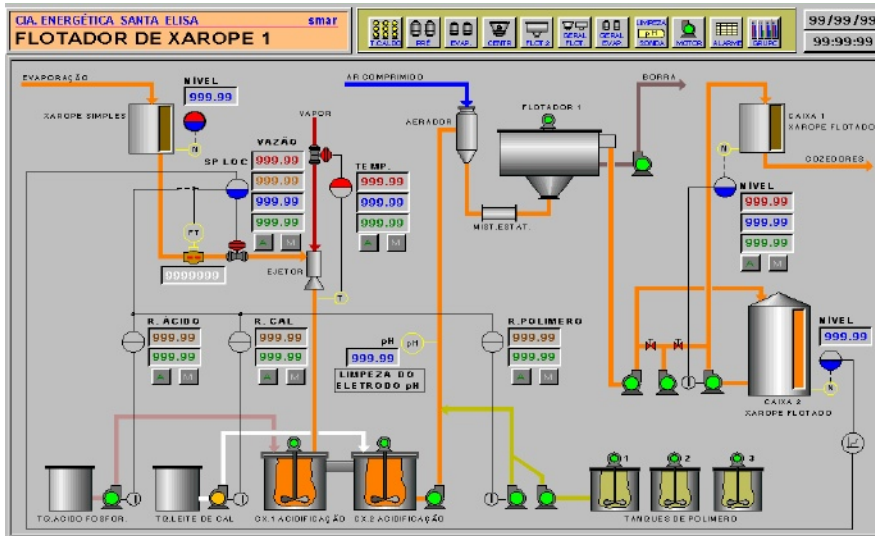 CIA. ENERGÉTICA SANTA ELISA
smar
FLOTADOR DE XAROPE 1
T.CALDO
PRÉ
EVAP.
CENTR
FLOT 2
GERAL FLOT
GERAL EVAP.
LIMPEZA
pH
SONDA
MOTOR
ALARME
GRUPO
99/99/99
99:99:99
EVAPORAÇÃO
NÍVEL
999.99
XAROPE SIMPLES
N
AR COMPRIMIDO
BORRA
FLOTADOR 1
AERADOR
CAIXA 1
XAROPE FLOTADO
N
COZEDORES
VAPOR
VAZÃO
SP LOC
999.99
999.99
999.99
999.99
A M
TEMP.
999.99
999.99
999.99
A M
NÍVEL
999.99
999.99
999.99
A M
FT
9999999
EJETOR
T
MIST.ESTAT.
R. ÁCIDO
999.99
999.99
A M
R. CAL
999.99
999.99
A M
pH
999.99
pH
LIMPEZA DO
ELETRODO pH
R.POLIMERO
999.99
999.99
A M
NÍVEL
999.99
N
I
CAIXA 2
XAROPE FLOTADO
1
2
3
I
I
I
TQ.ACIDO FOSFOR.
TQ.LEITE DE CAL
CX.1 ACIDIFICAÇÃO
CX.2 ACIDIFICAÇÃO
TANQUES DE POLIMERO